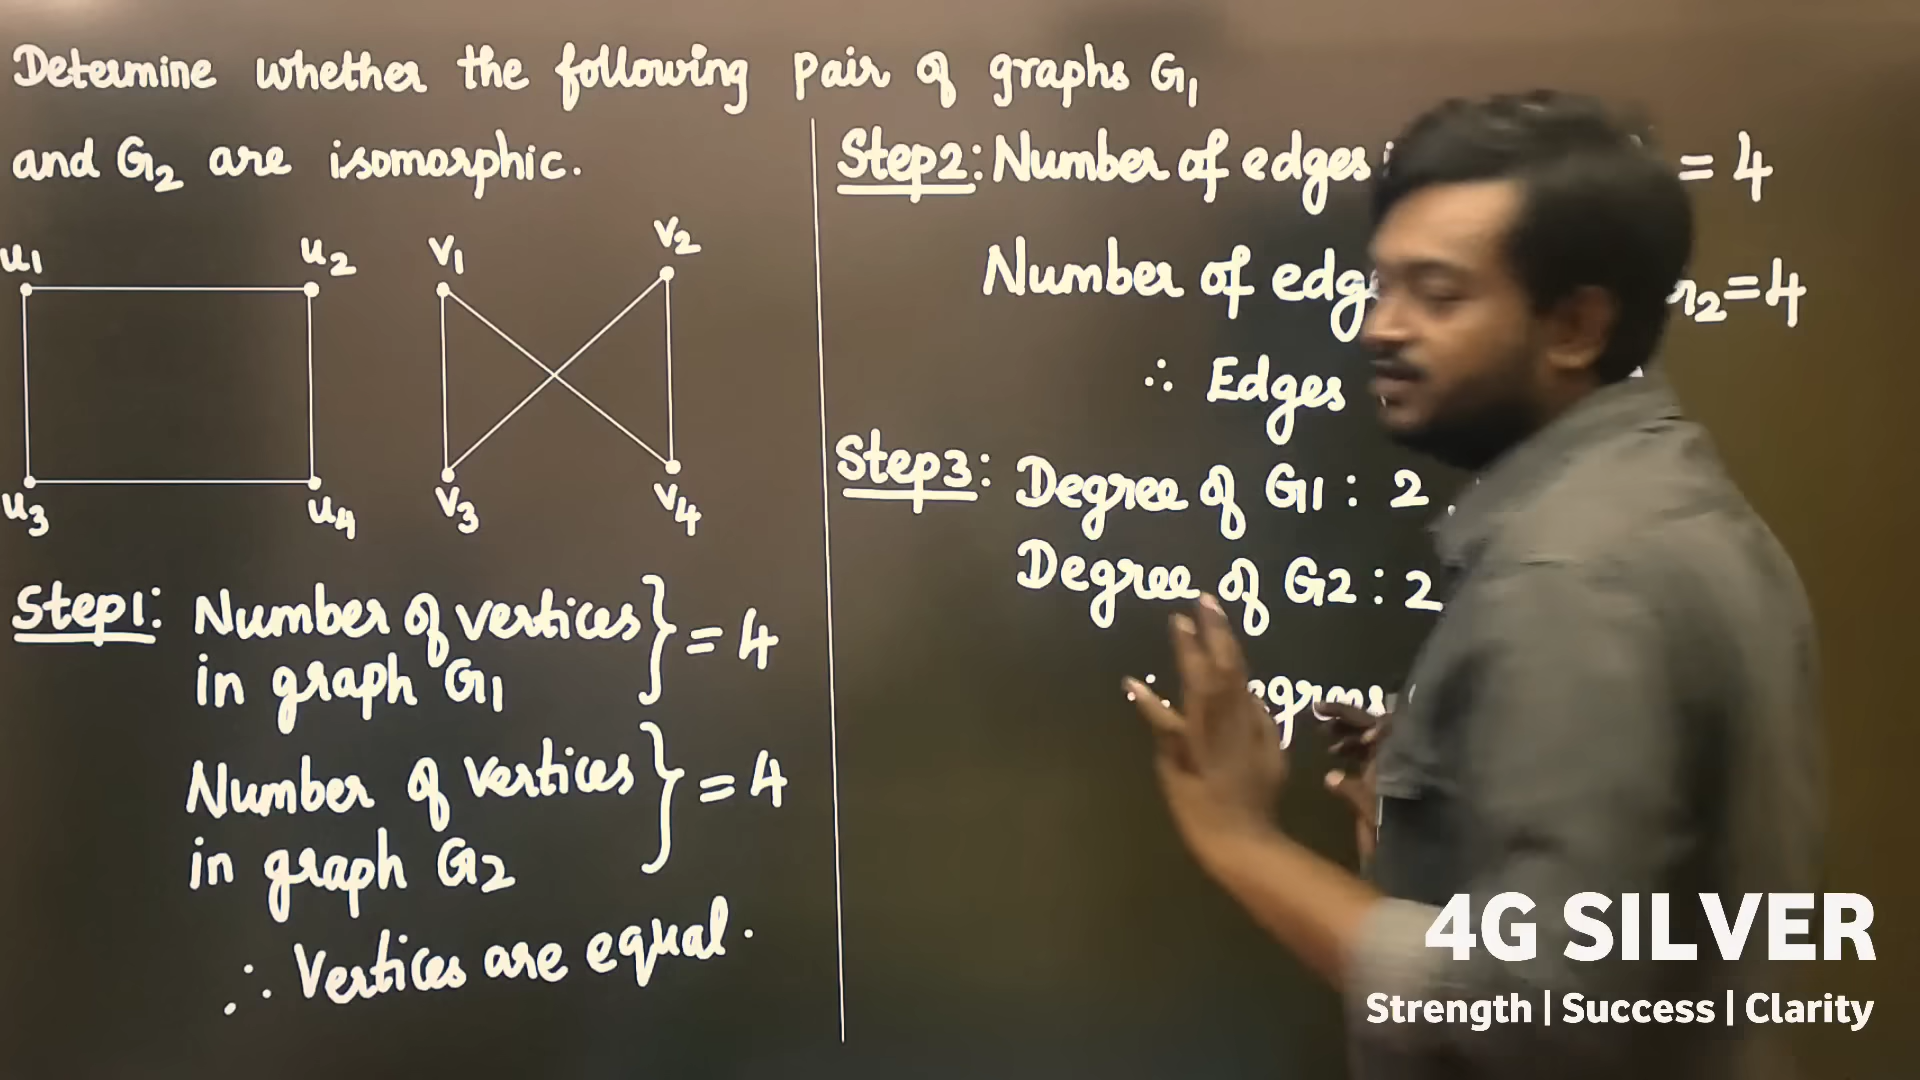 Determine whether the following pair of graphs G1
and G2 are isomorphic.
u1
u2
v1
v2
u3
u4
v3
v4
Step1: Number of vertices
in graph G1 } = 4
Number of vertices
in graph G2 } = 4
∴ Vertices are equal.
Step2: Number of edges = 4
Number of 2=4
∴ Edges
Step3: Degree of G1 : 2
Degree of G2 : 2
∴
4G SILVER
Strength | Success | Clarity